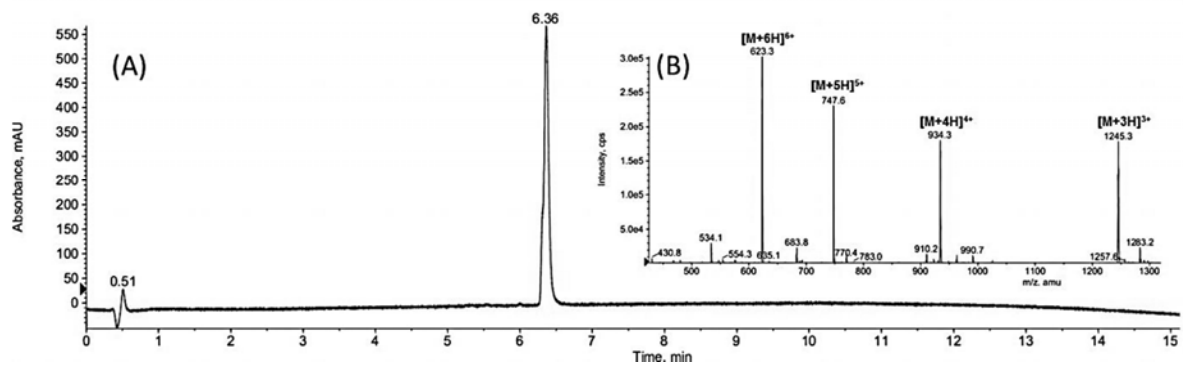 6.36
550
500
450
400
350
300
250
200
150
100
50
0
Absorbance, mAU
(A)
0.51
0 1 2 3 4 5 6 7 8 9 10 11 12 13 14 15
Time, min
(B)
3.0e5
2.5e5
2.0e5
1.5e5
1.0e5
5.0e4
Intensity, cps
[M+6H]6+
623.3
[M+5H]5+
747.6
[M+4H]4+
934.3
[M+3H]3+
1245.3
430.8
534.1
554.3
635.1
683.8
770.4
783.0
910.2
990.7
1257.6
1283.2
500 600 700 800 900 1000 1100 1200 1300
m/z. amu